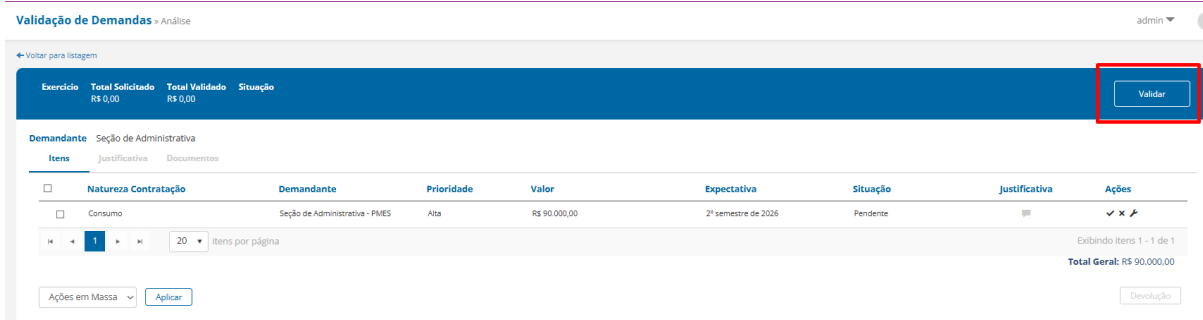 Validação de Demandas » Análise admin
Voltar para listagem
Exercício Total Solicitado Total Validado Situação
R$ 0,00 R$ 0,00
Validar
Demandante Seção de Administrativa
Itens Justificativa Documentos
Natureza Contratação Demandante Prioridade Valor Expectativa Situação Justificativa Ações
Consumo Seção de Administrativa - PMES Alta R$ 90.000,00 2º semestre de 2026 Pendente
1 20 itens por página Exibindo itens 1 - 1 de 1
Total Geral: R$ 90.000,00
Ações em Massa Aplicar Devolução